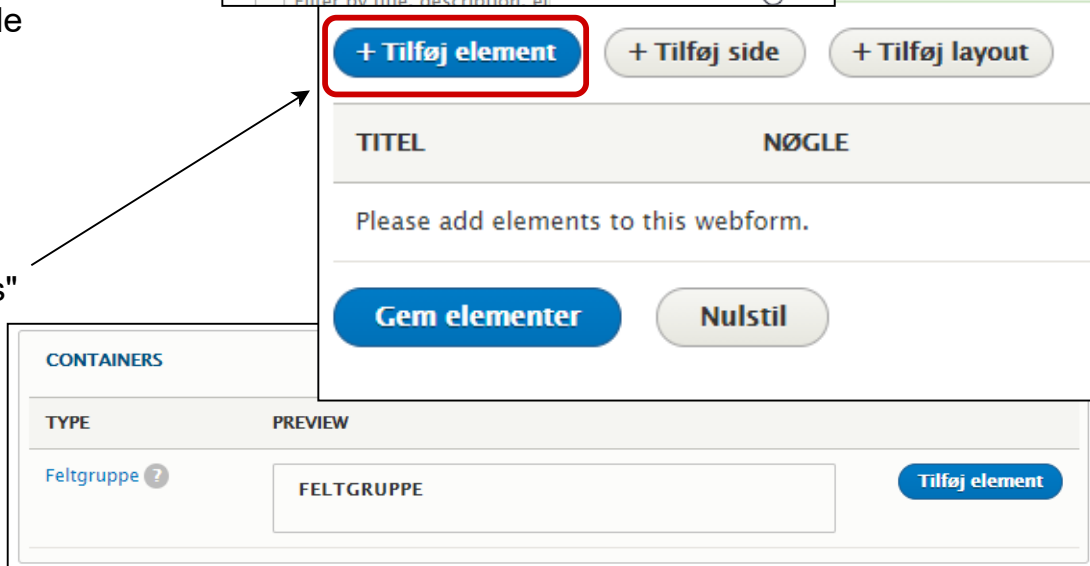 + Tilføj element + Tilføj side + Tilføj layout
TITEL NØGLE
Please add elements to this webform.
Gem elementer Nulstil
CONTAINERS
TYPE PREVIEW
Feltgruppe ? FELTGRUPPE Tilføj element